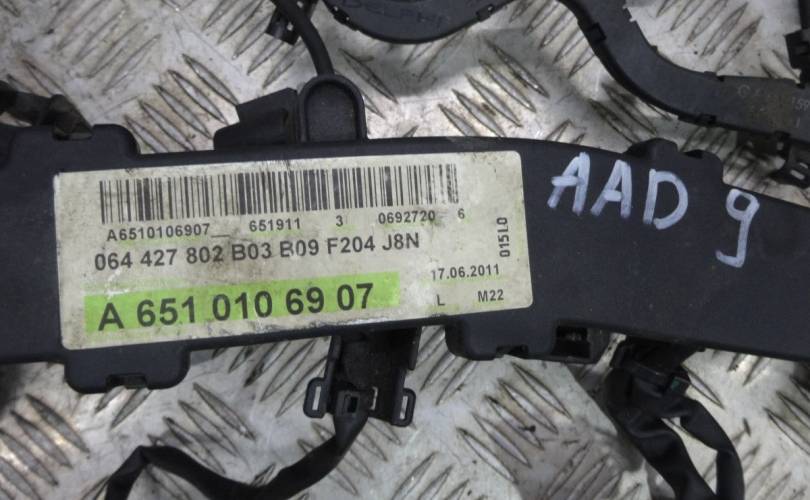 DELPHI
A6510106907 651911 3 0692720 6
064 427 802 B03 B09 F204 J8N
015L0
17.06.2011
A 651 010 69 07
L M22
AAD 9